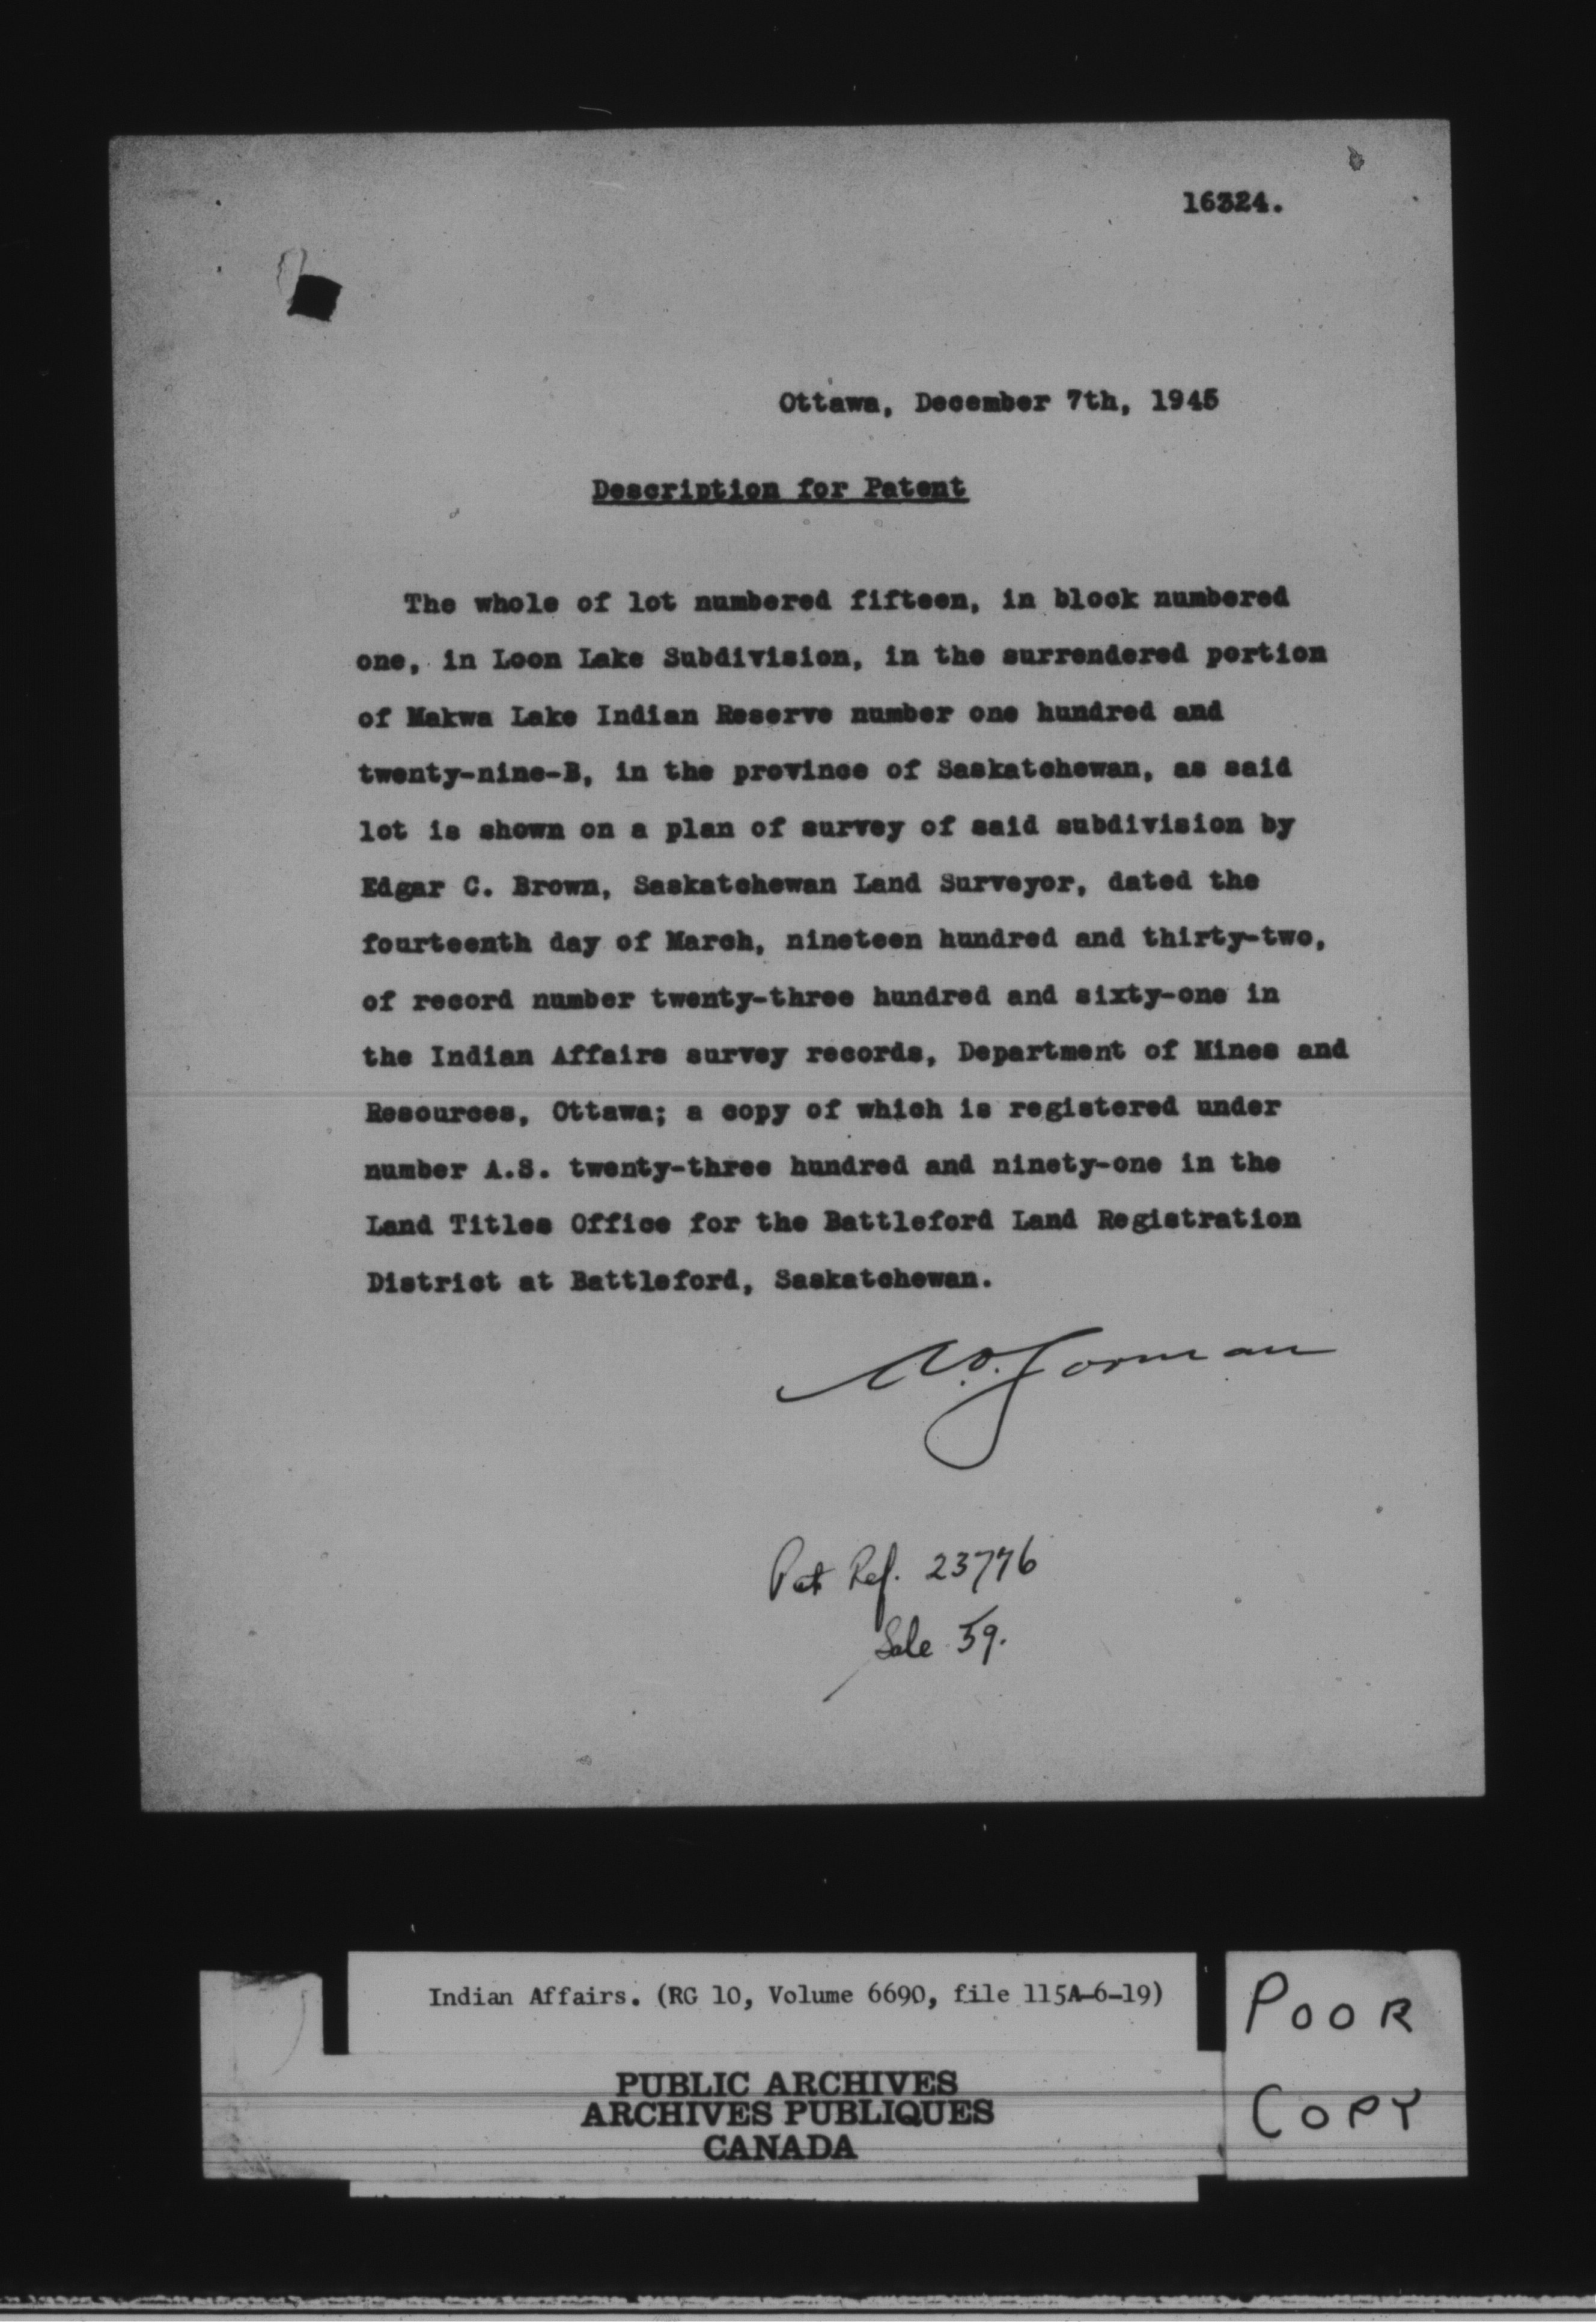 16324.
Ottawa, December 7th, 1945
Description for Patent
The whole of lot numbered fifteen, in block numbered
one, in Loon Lake Subdivision, in the surrendered portion
of Makwa Lake Indian Reserve number one hundred and
twenty-nine-B, in the province of Saskatchewan, as said
lot is shown on a plan of survey of said subdivision by
Edgar C. Brown, Saskatchewan Land Surveyor, dated the
fourteenth day of March, nineteen hundred and thirty-two,
of record number twenty-three hundred and sixty-one in
the Indian Affairs survey records, Department of Mines and
Resources, Ottawa; a copy of which is registered under
number A.S. twenty-three hundred and ninety-one in the
Land Titles Office for the Battleford Land Registration
District at Battleford, Saskatchewan.
Pat Ref. 23776
Sale 59.
Indian Affairs. (RG 10, Volume 6690, file 115A-6-19)
PUBLIC ARCHIVES
ARCHIVES PUBLIQUES
CANADA
POOR
COPY